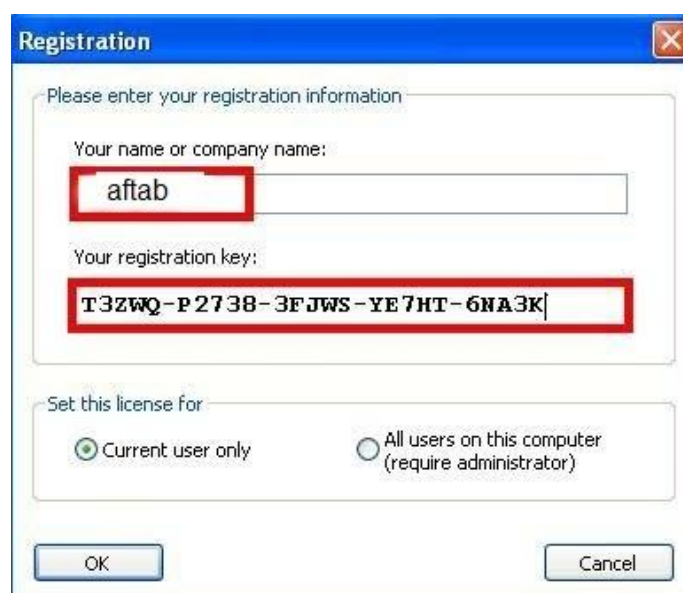 Registration
Please enter your registration information
Your name or company name:
aftab
Your registration key:
T3ZWQ-P2738-3FJWS-YE7HT-6NA3K
Set this license for
Current user only
All users on this computer
(require administrator)
OK
Cancel